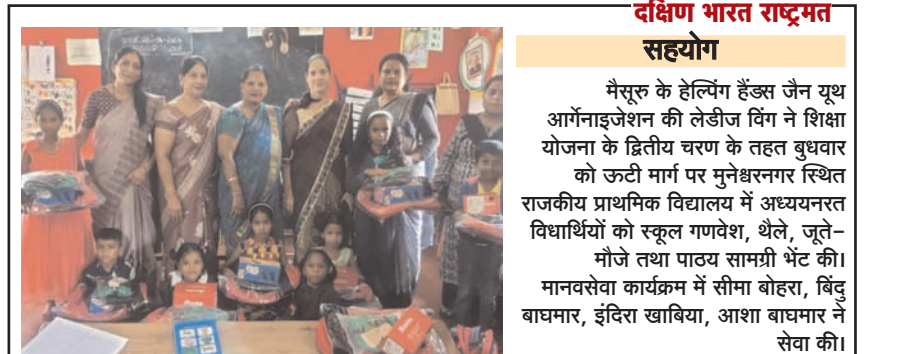 दक्षिण भारत राष्ट्रमत
सहयोग
मैसूरु के हेल्पिंग हैंड्स जैन यूथ
आर्गेनाइजेशन की लेडीज विंग ने शिक्षा
योजना के द्वितीय चरण के तहत बुधवार
को ऊटी मार्ग पर मुनेश्वरनगर स्थित
राजकीय प्राथमिक विद्यालय में अध्ययनरत
विधार्थियों को स्कूल गणवेश, थैले, जूते-
मौजे तथा पाठय सामग्री भेंट की।
मानवसेवा कार्यक्रम में सीमा बोहरा, बिंदु
बाघमार, इंदिरा खाबिया, आशा बाघमार ने
सेवा की।